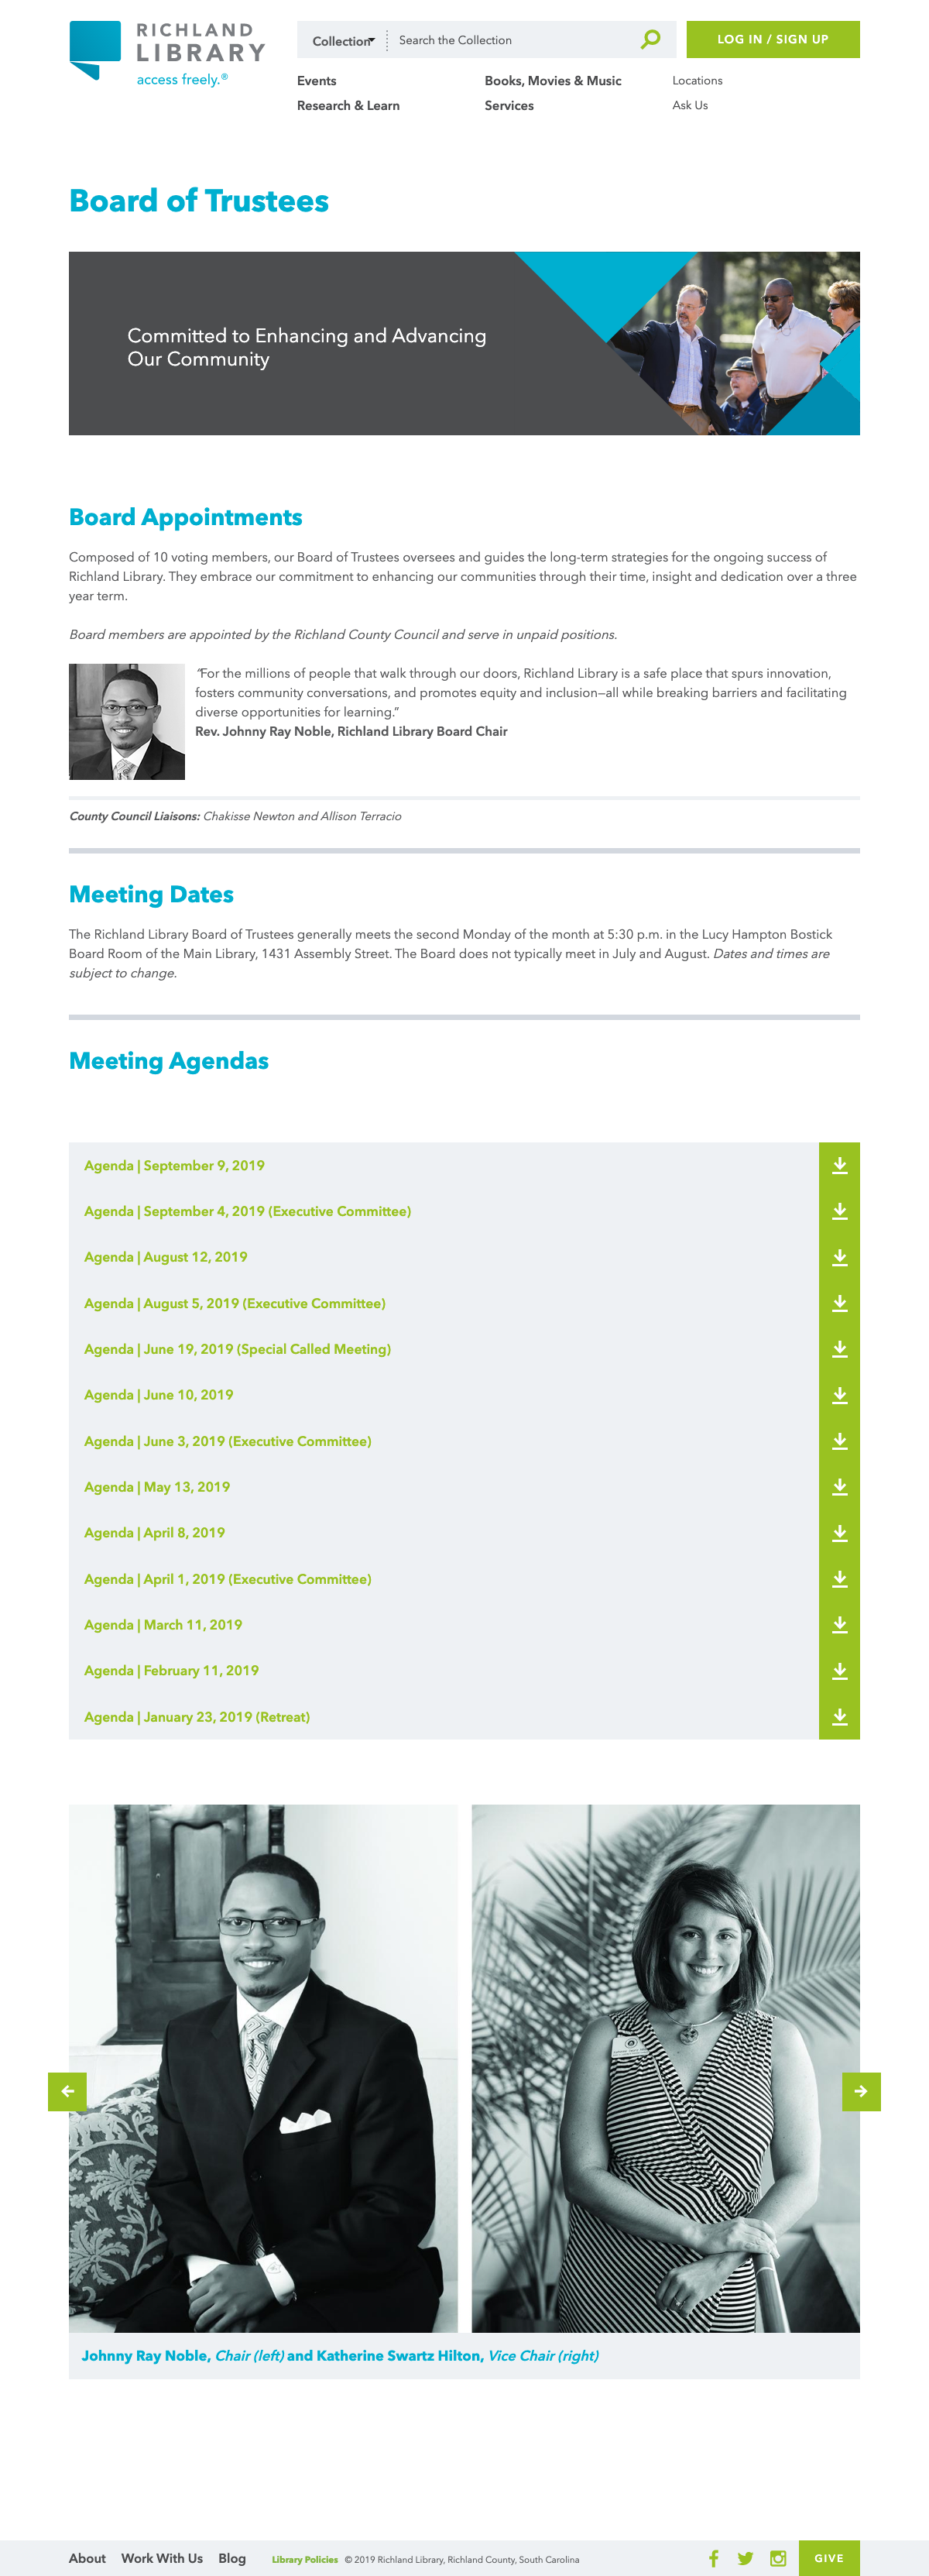 RICHLAND
LIBRARY
access freely.®
Collection
Search the Collection
LOG IN / SIGN UP
Events
Books, Movies & Music
Locations
Research & Learn
Services
Ask Us
Board of Trustees
Committed to Enhancing and Advancing
Our Community
Board Appointments
Composed of 10 voting members, our Board of Trustees oversees and guides the long-term strategies for the ongoing success of
Richland Library. They embrace our commitment to enhancing our communities through their time, insight and dedication over a three
year term.
Board members are appointed by the Richland County Council and serve in unpaid positions.
“For the millions of people that walk through our doors, Richland Library is a safe place that spurs innovation,
fosters community conversations, and promotes equity and inclusion—all while breaking barriers and facilitating
diverse opportunities for learning.”
Rev. Johnny Ray Noble, Richland Library Board Chair
County Council Liaisons: Chakisse Newton and Allison Terracio
Meeting Dates
The Richland Library Board of Trustees generally meets the second Monday of the month at 5:30 p.m. in the Lucy Hampton Bostick
Board Room of the Main Library, 1431 Assembly Street. The Board does not typically meet in July and August. Dates and times are
subject to change.
Meeting Agendas
Agenda | September 9, 2019
Agenda | September 4, 2019 (Executive Committee)
Agenda | August 12, 2019
Agenda | August 5, 2019 (Executive Committee)
Agenda | June 19, 2019 (Special Called Meeting)
Agenda | June 10, 2019
Agenda | June 3, 2019 (Executive Committee)
Agenda | May 13, 2019
Agenda | April 8, 2019
Agenda | April 1, 2019 (Executive Committee)
Agenda | March 11, 2019
Agenda | February 11, 2019
Agenda | January 23, 2019 (Retreat)
Johnny Ray Noble, Chair (left) and Katherine Swartz Hilton, Vice Chair (right)
About
Work With Us
Blog
Library Policies
© 2019 Richland Library, Richland County, South Carolina
GIVE